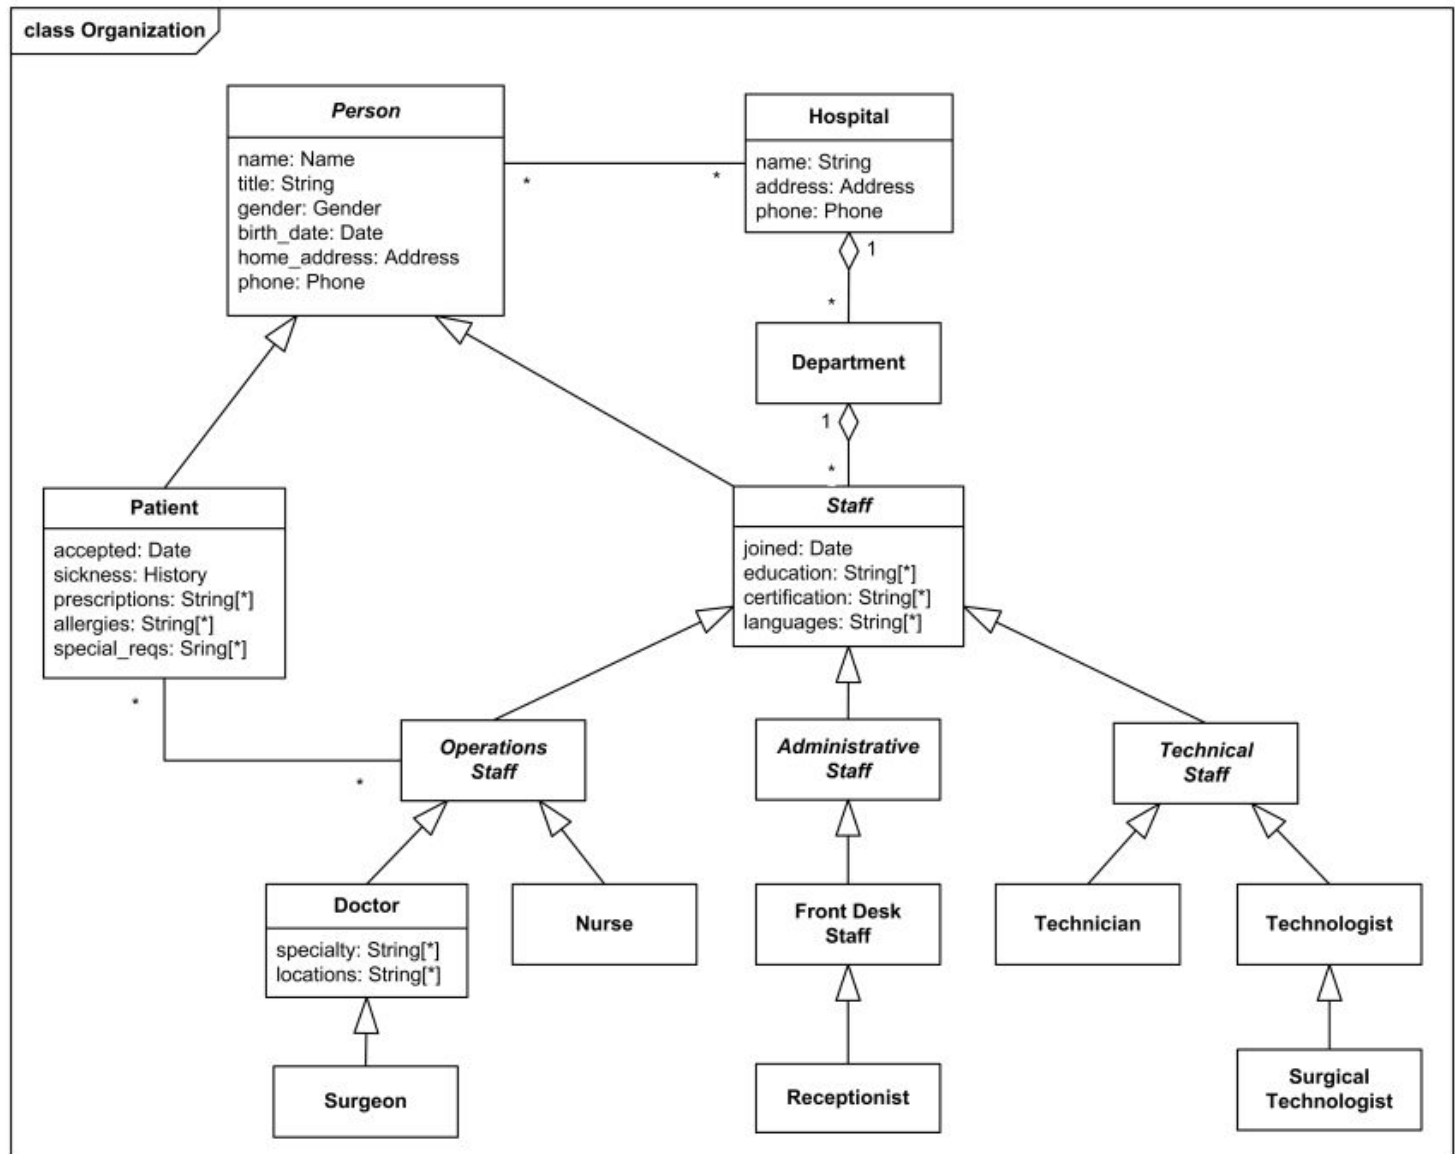 class Organization
Person
name: Name
title: String
gender: Gender
birth_date: Date
home_address: Address
phone: Phone
*
*
Hospital
name: String
address: Address
phone: Phone
1
*
Department
1
*
Patient
accepted: Date
sickness: History
prescriptions: String[*]
allergies: String[*]
special_reqs: Sring[*]
*
*
Staff
joined: Date
education: String[*]
certification: String[*]
languages: String[*]
Operations
Staff
Administrative
Staff
Technical
Staff
Doctor
specialty: String[*]
locations: String[*]
Nurse
Front Desk
Staff
Technician
Technologist
Surgeon
Receptionist
Surgical
Technologist